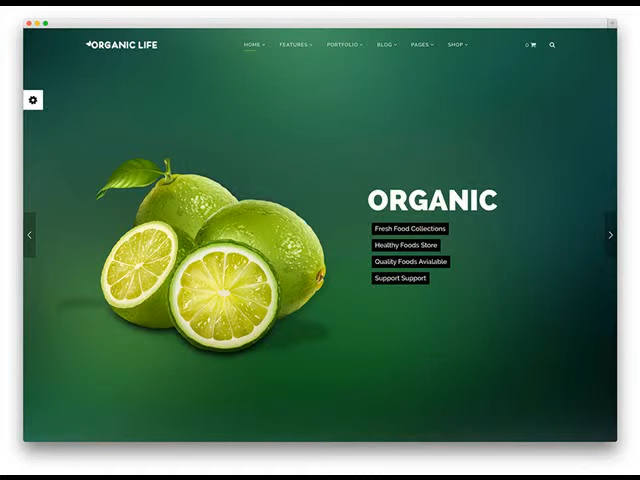 ORGANIC LIFE
HOME FEATURES PORTFOLIO BLOG PAGES SHOP 0
ORGANIC
Fresh Food Collections
Healthy Foods Store
Quality Foods Avialable
Support Support